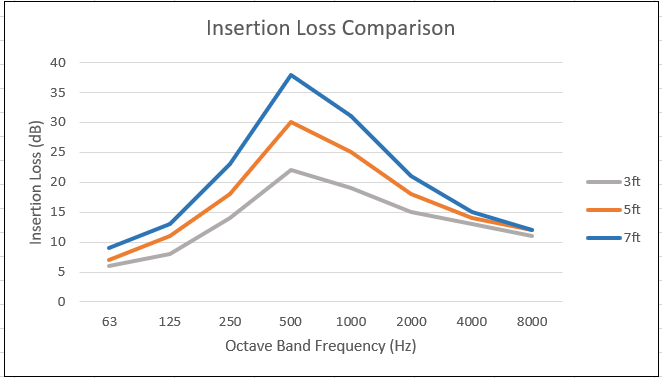 Insertion Loss Comparison
40
35
30
25
20
15
10
5
0
Insertion Loss (dB)
63 125 250 500 1000 2000 4000 8000
Octave Band Frequency (Hz)
3ft
5ft
7ft